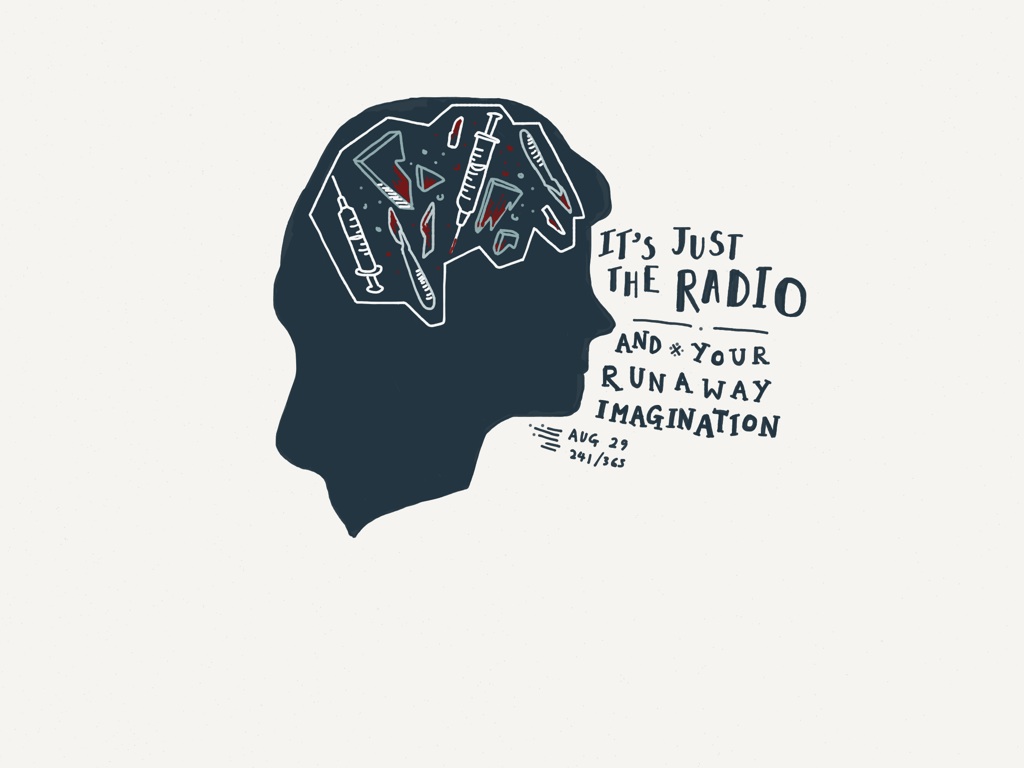 IT'S JUST
THE RADIO
AND * YOUR
RUNAWAY
IMAGINATION
AUG 29
241/365